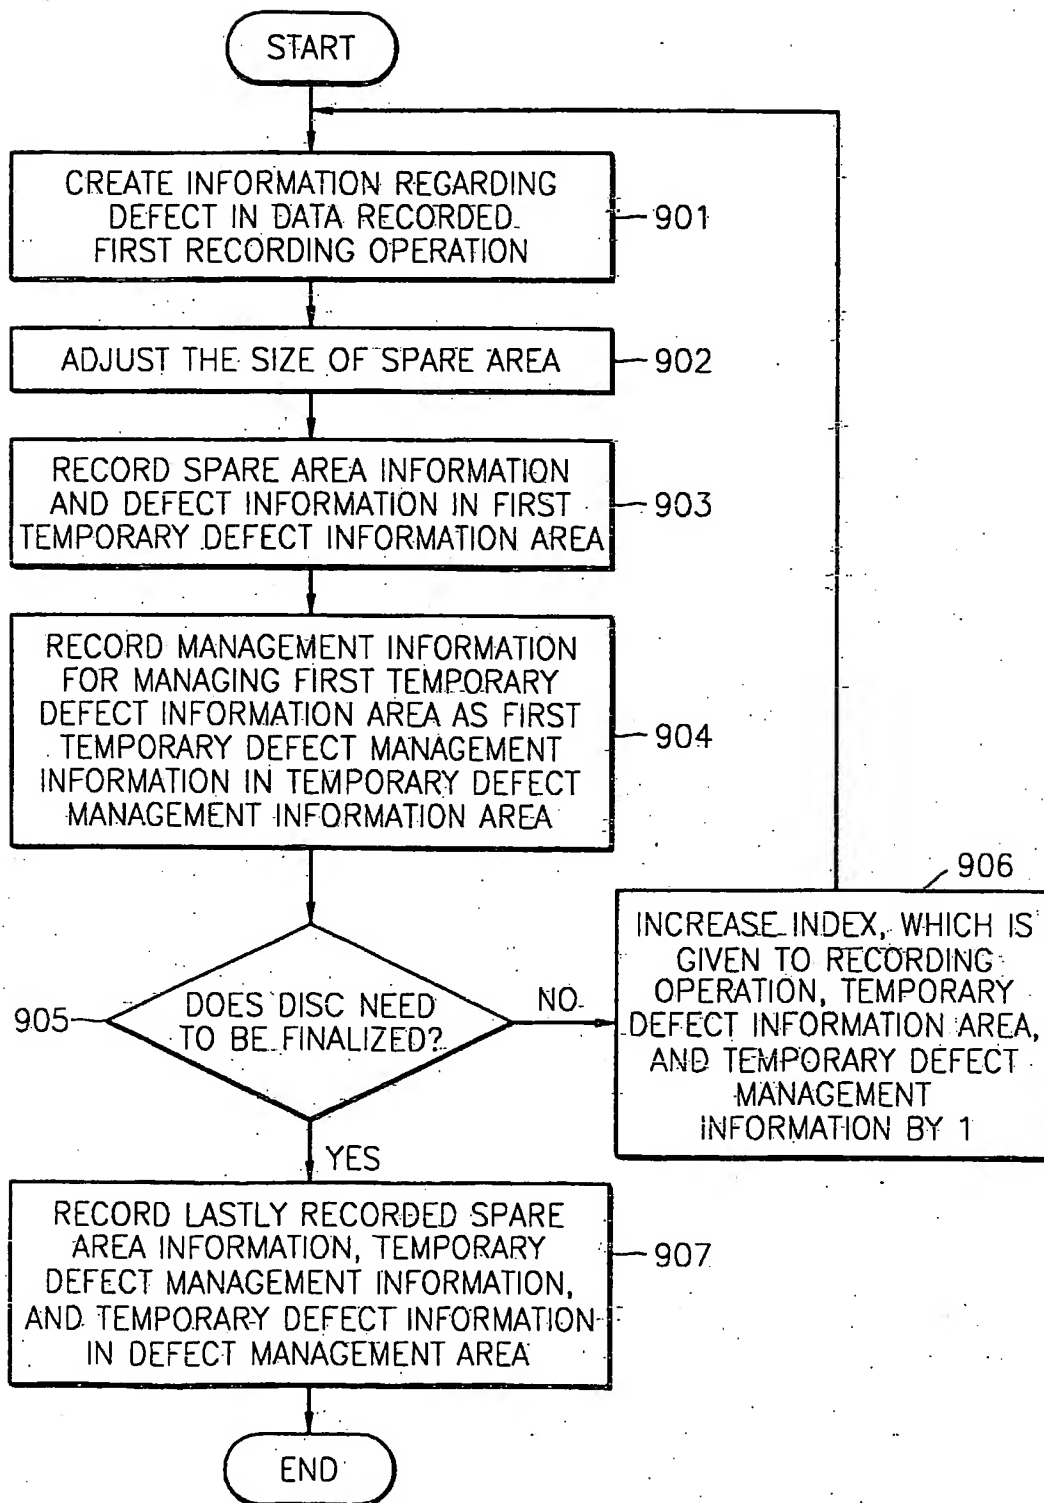 START
CREATE INFORMATION REGARDING
DEFECT IN DATA RECORDED
FIRST RECORDING OPERATION
901
ADJUST THE SIZE OF SPARE AREA
902
RECORD SPARE AREA INFORMATION
AND DEFECT INFORMATION IN FIRST
TEMPORARY DEFECT INFORMATION AREA
903
RECORD MANAGEMENT INFORMATION
FOR MANAGING FIRST TEMPORARY
DEFECT INFORMATION AREA AS FIRST
TEMPORARY DEFECT MANAGEMENT
INFORMATION IN TEMPORARY DEFECT
MANAGEMENT INFORMATION AREA
904
905
DOES DISC NEED
TO BE FINALIZED?
NO
906
INCREASE INDEX, WHICH IS
GIVEN TO RECORDING
OPERATION, TEMPORARY
DEFECT INFORMATION AREA,
AND TEMPORARY DEFECT
MANAGEMENT
INFORMATION BY 1
YES
RECORD LASTLY RECORDED SPARE
AREA INFORMATION, TEMPORARY
DEFECT MANAGEMENT INFORMATION,
AND TEMPORARY DEFECT INFORMATION
IN DEFECT MANAGEMENT AREA
907
END